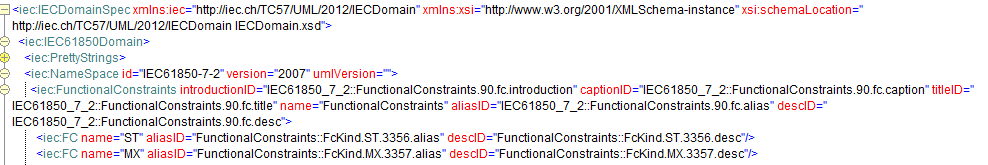 <iec:IECDomainSpec xmlns:iec="http://iec.ch/TC57/UML/2012/IECDomain" xmlns:xsi="http://www.w3.org/2001/XMLSchema-instance" xsi:schemaLocation="
http://iec.ch/TC57/UML/2012/IECDomain IECDomain.xsd">
<iec:IEC61850Domain>
<iec:PrettyStrings>
<iec:NameSpace id="IEC61850-7-2" version="2007" umlVersion="">
<iec:FunctionalConstraints introductionID="IEC61850_7_2::FunctionalConstraints.90.fc.introduction" captionID="IEC61850_7_2::FunctionalConstraints.90.fc.caption" titleID="
IEC61850_7_2::FunctionalConstraints.90.fc.title" name="FunctionalConstraints" aliasID="IEC61850_7_2::FunctionalConstraints.90.fc.alias" descID="
IEC61850_7_2::FunctionalConstraints.90.fc.desc">
<iec:FC name="ST" aliasID="FunctionalConstraints::FcKind.ST.3356.alias" descID="FunctionalConstraints::FcKind.ST.3356.desc"/>
<iec:FC name="MX" aliasID="FunctionalConstraints::FcKind.MX.3357.alias" descID="FunctionalConstraints::FcKind.MX.3357.desc"/>